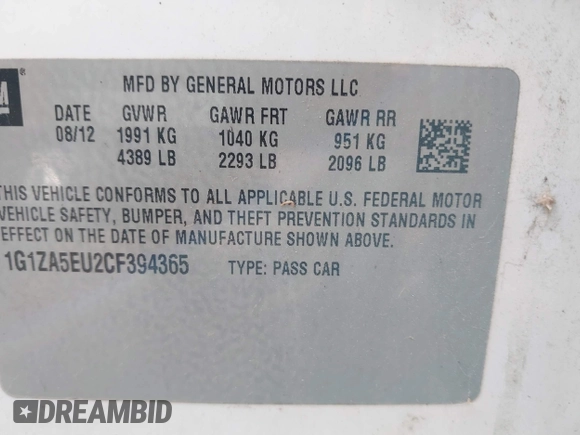 GM ®
MFD BY GENERAL MOTORS LLC
DATE GVWR GAWR FRT GAWR RR
08/12 1991 KG 1040 KG 951 KG
4389 LB 2293 LB 2096 LB
THIS VEHICLE CONFORMS TO ALL APPLICABLE U.S. FEDERAL MOTOR
VEHICLE SAFETY, BUMPER, AND THEFT PREVENTION STANDARDS IN
EFFECT ON THE DATE OF MANUFACTURE SHOWN ABOVE.
1G1ZA5EU2CF394365 TYPE: PASS CAR
DREAMBID